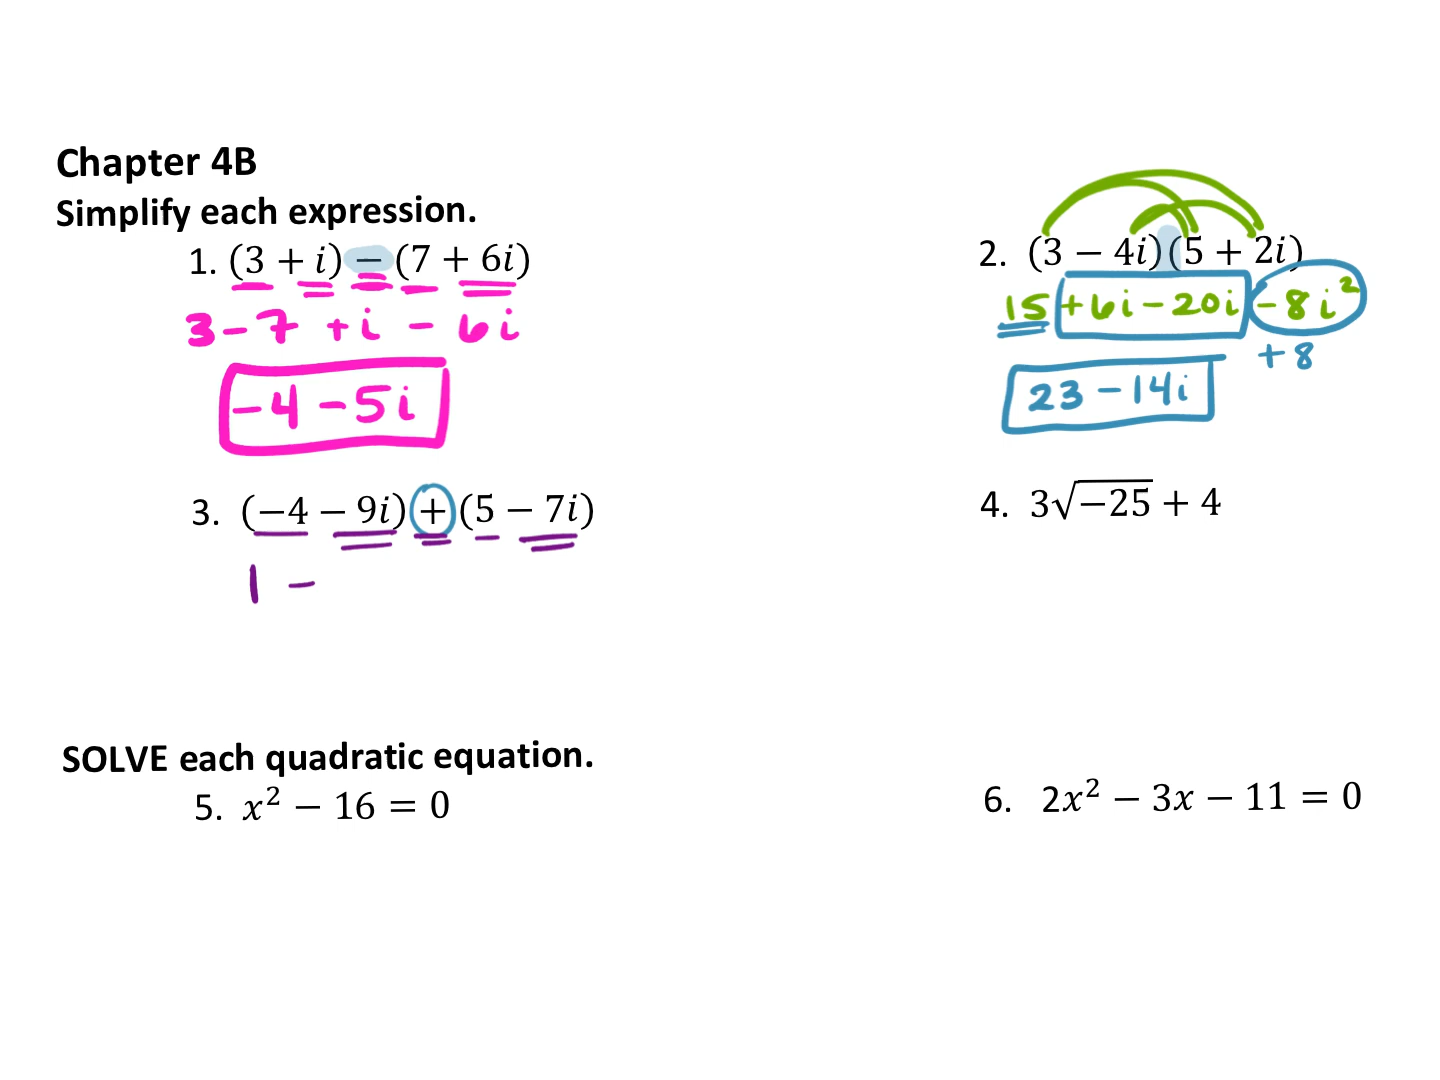 Chapter 4B
Simplify each expression.
1. (3 + i) − (7 + 6i)
3 − 7 + i − 6i
−4 − 5i
2. (3 − 4i)(5 + 2i)
15 + 6i − 20i − 8i²
+8
23 − 14i
3. (−4 − 9i) + (5 − 7i)
1 −
4. 3√−25 + 4
SOLVE each quadratic equation.
5. x² − 16 = 0
6. 2x² − 3x − 11 = 0